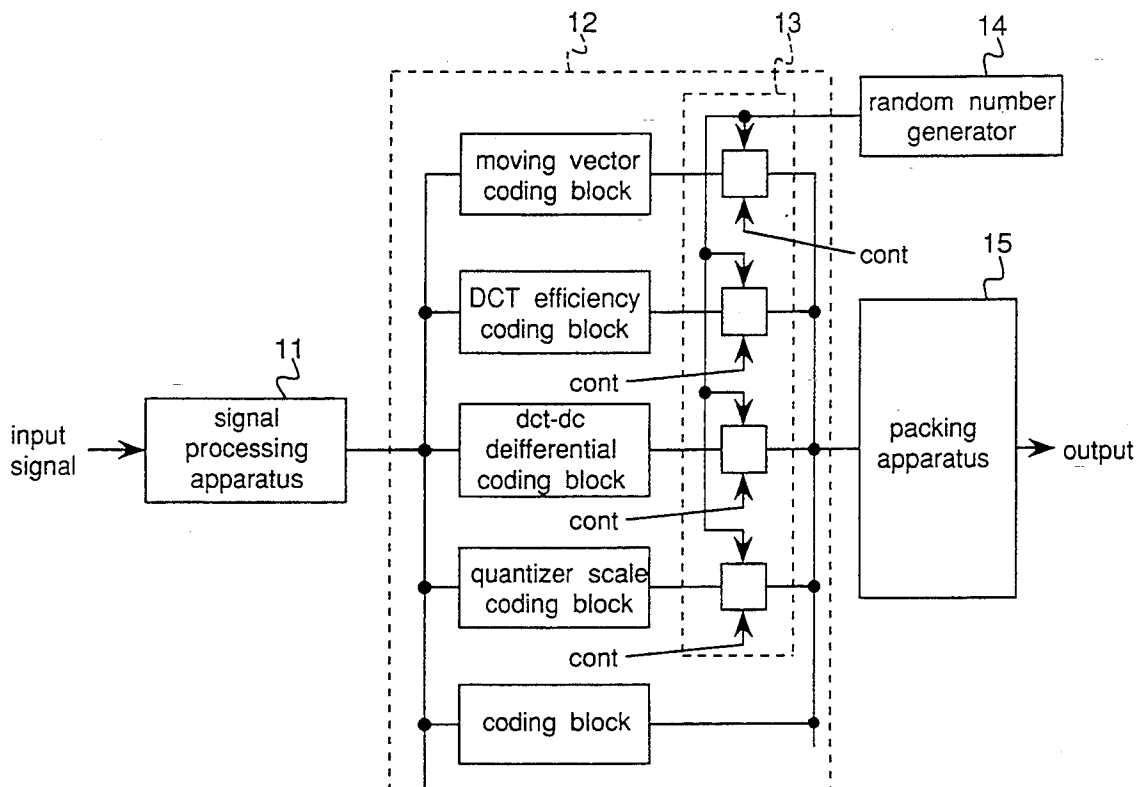 12
13
14
random number
generator
moving vector
coding block
cont
15
DCT efficiency
coding block
cont
11
input
signal
signal
processing
apparatus
dct-dc
deifferential
coding block
cont
packing
apparatus
output
quantizer scale
coding block
cont
coding block